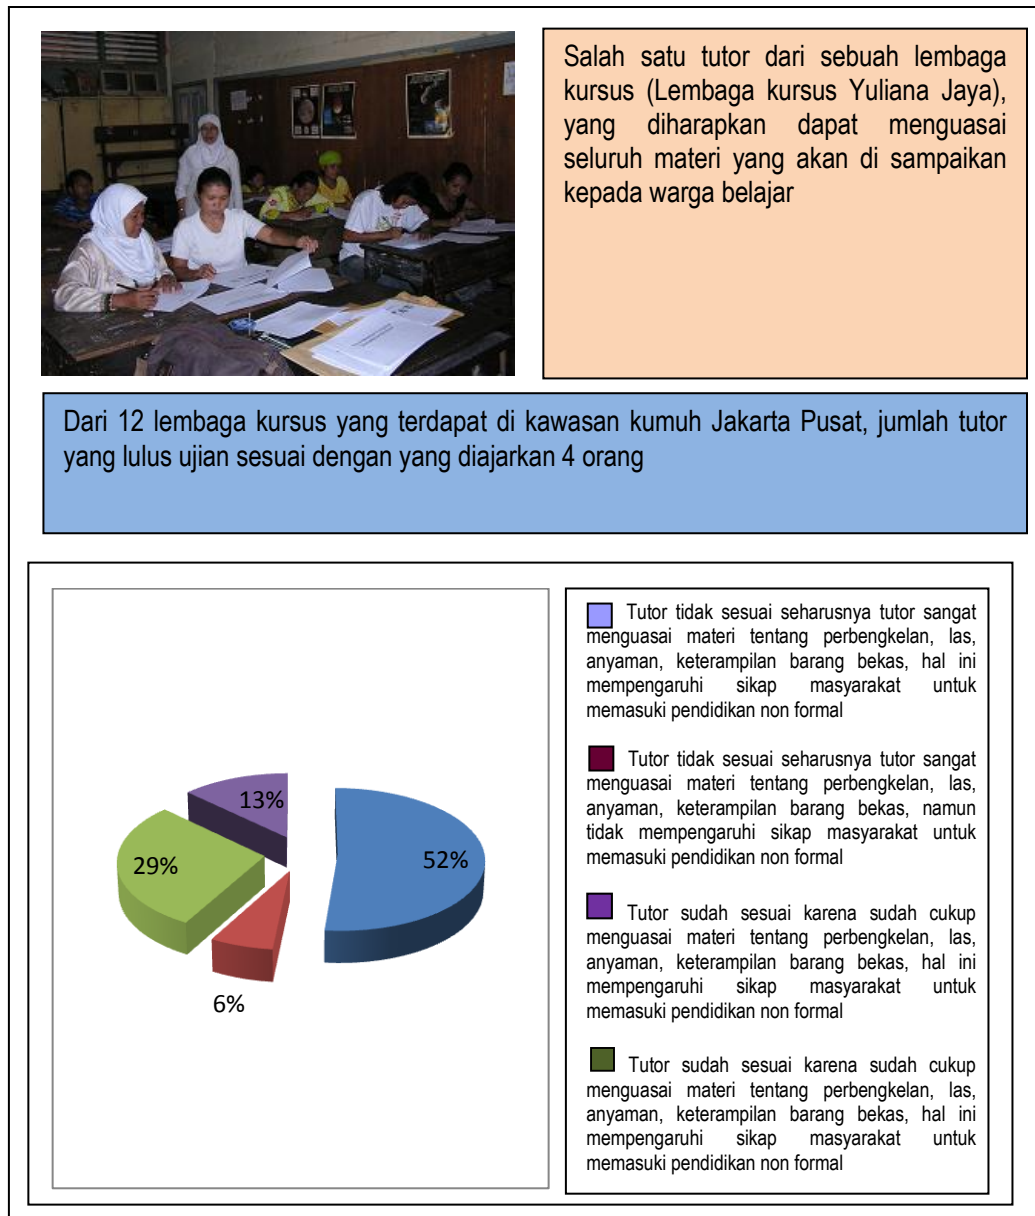 Salah satu tutor dari sebuah lembaga
kursus (Lembaga kursus Yuliana Jaya),
yang diharapkan dapat menguasai
seluruh materi yang akan di sampaikan
kepada warga belajar
Dari 12 lembaga kursus yang terdapat di kawasan kumuh Jakarta Pusat, jumlah tutor
yang lulus ujian sesuai dengan yang diajarkan 4 orang
13%
29%
52%
6%
Tutor tidak sesuai seharusnya tutor sangat
menguasai materi tentang perbengkelan, las,
anyaman, keterampilan barang bekas, hal ini
mempengaruhi sikap masyarakat untuk
memasuki pendidikan non formal
Tutor tidak sesuai seharusnya tutor sangat
menguasai materi tentang perbengkelan, las,
anyaman, keterampilan barang bekas, namun
tidak mempengaruhi sikap masyarakat untuk
memasuki pendidikan non formal
Tutor sudah sesuai karena sudah cukup
menguasai materi tentang perbengkelan, las,
anyaman, keterampilan barang bekas, hal ini
mempengaruhi sikap masyarakat untuk
memasuki pendidikan non formal
Tutor sudah sesuai karena sudah cukup
menguasai materi tentang perbengkelan, las,
anyaman, keterampilan barang bekas, hal ini
mempengaruhi sikap masyarakat untuk
memasuki pendidikan non formal